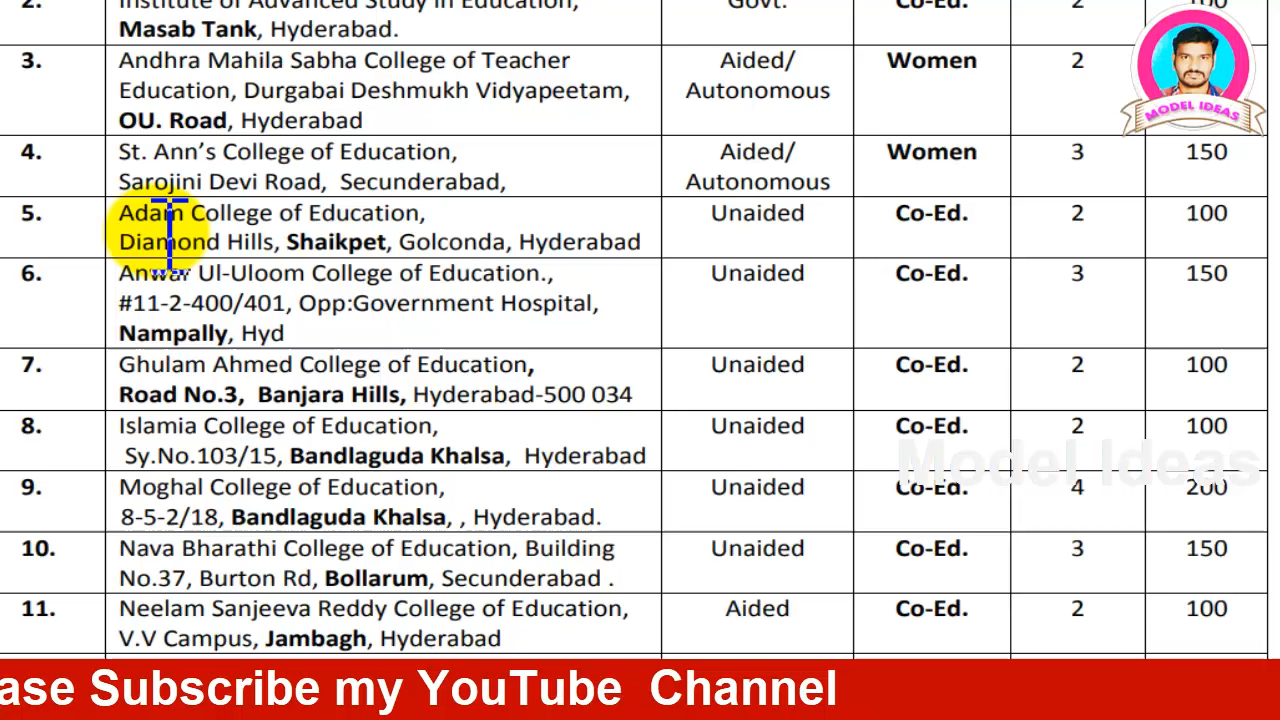 2. Institute of Advanced Study in Education, Govt. Co-Ed. 2 100
Masab Tank, Hyderabad.
3. Andhra Mahila Sabha College of Teacher Aided/ Women 2
Education, Durgabai Deshmukh Vidyapeetam, Autonomous
OU. Road, Hyderabad
MODEL IDEAS
4. St. Ann’s College of Education, Aided/ Women 3 150
Sarojini Devi Road, Secunderabad, Autonomous
5. Adam College of Education, Unaided Co-Ed. 2 100
Diamond Hills, Shaikpet, Golconda, Hyderabad
6. Anwar Ul-Uloom College of Education., Unaided Co-Ed. 3 150
#11-2-400/401, Opp:Government Hospital,
Nampally, Hyd
7. Ghulam Ahmed College of Education, Unaided Co-Ed. 2 100
Road No.3, Banjara Hills, Hyderabad-500 034
8. Islamia College of Education, Unaided Co-Ed. 2 100
Sy.No.103/15, Bandlaguda Khalsa, Hyderabad
Model Ideas
9. Moghal College of Education, Unaided Co-Ed. 4 200
8-5-2/18, Bandlaguda Khalsa, , Hyderabad.
10. Nava Bharathi College of Education, Building Unaided Co-Ed. 3 150
No.37, Burton Rd, Bollarum, Secunderabad .
11. Neelam Sanjeeva Reddy College of Education, Aided Co-Ed. 2 100
V.V Campus, Jambagh, Hyderabad
ase Subscribe my YouTube Channel